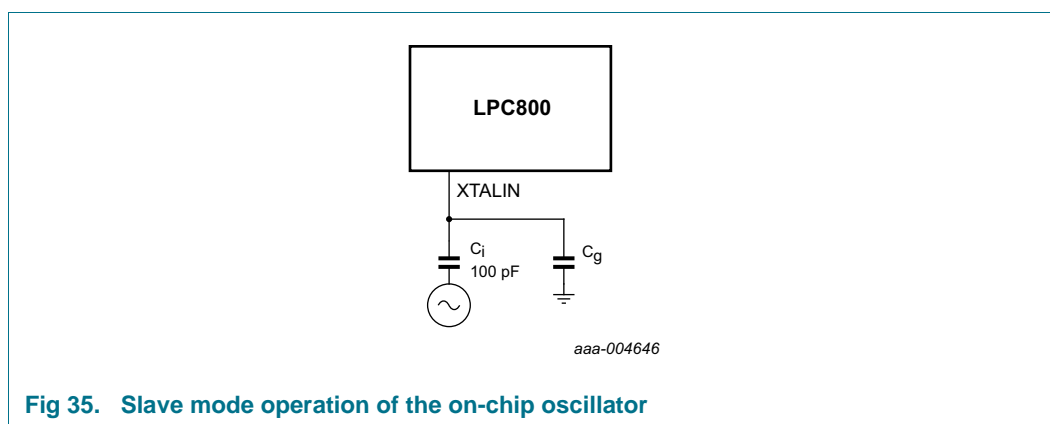 LPC800
XTALIN
Ci
100 pF
Cg
aaa-004646
Fig 35. Slave mode operation of the on-chip oscillator